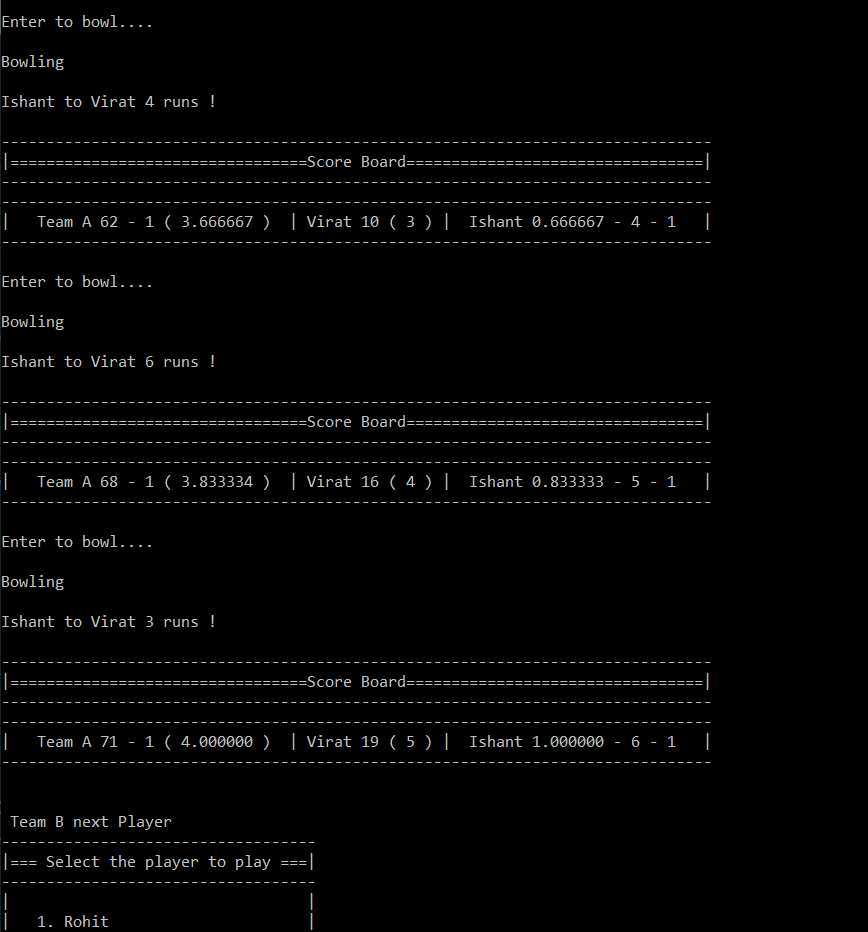 Enter to bowl....
Bowling
Ishant to Virat 4 runs !
-------------------------------------------------------------------------------
|=================================Score Board=================================|
-------------------------------------------------------------------------------
-------------------------------------------------------------------------------
|   Team A 62 - 1 ( 3.666667 )  | Virat 10 ( 3 ) |  Ishant 0.666667 - 4 - 1   |
-------------------------------------------------------------------------------
Enter to bowl....
Bowling
Ishant to Virat 6 runs !
-------------------------------------------------------------------------------
|=================================Score Board=================================|
-------------------------------------------------------------------------------
-------------------------------------------------------------------------------
|   Team A 68 - 1 ( 3.833334 )  | Virat 16 ( 4 ) |  Ishant 0.833333 - 5 - 1   |
-------------------------------------------------------------------------------
Enter to bowl....
Bowling
Ishant to Virat 3 runs !
-------------------------------------------------------------------------------
|=================================Score Board=================================|
-------------------------------------------------------------------------------
-------------------------------------------------------------------------------
|   Team A 71 - 1 ( 4.000000 )  | Virat 19 ( 5 ) |  Ishant 1.000000 - 6 - 1   |
-------------------------------------------------------------------------------
 Team B next Player
-----------------------------------
|=== Select the player to play ===|
-----------------------------------
|                                 |
|   1. Rohit                      |